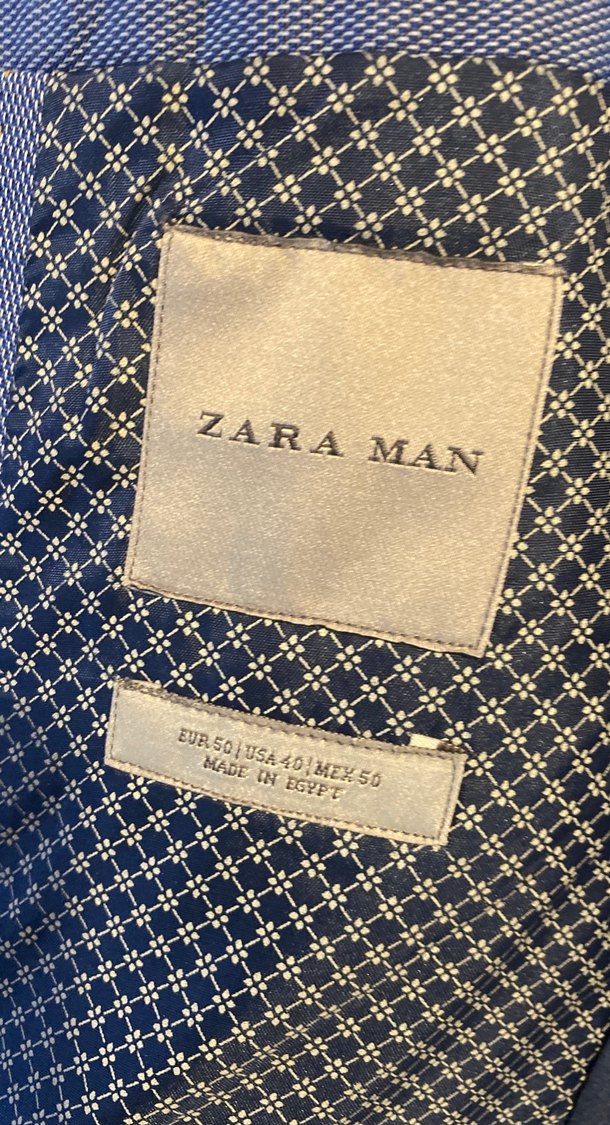 ZARA MAN
EUR 50 | USA 40 | MEX 50
MADE IN EGYPT